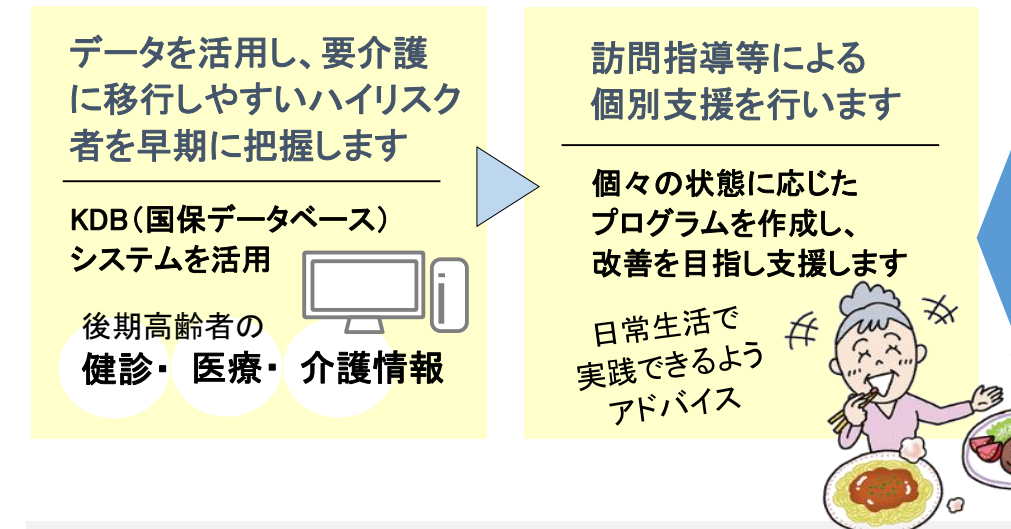 データを活用し、要介護
に移行しやすいハイリスク
者を早期に把握します
KDB(国保データベース)
システムを活用
後期高齢者の
健診・ 医療・ 介護情報
訪問指導等による
個別支援を行います
個々の状態に応じた
プログラムを作成し、
改善を目指し支援します
日常生活で
実践できるよう
アドバイス